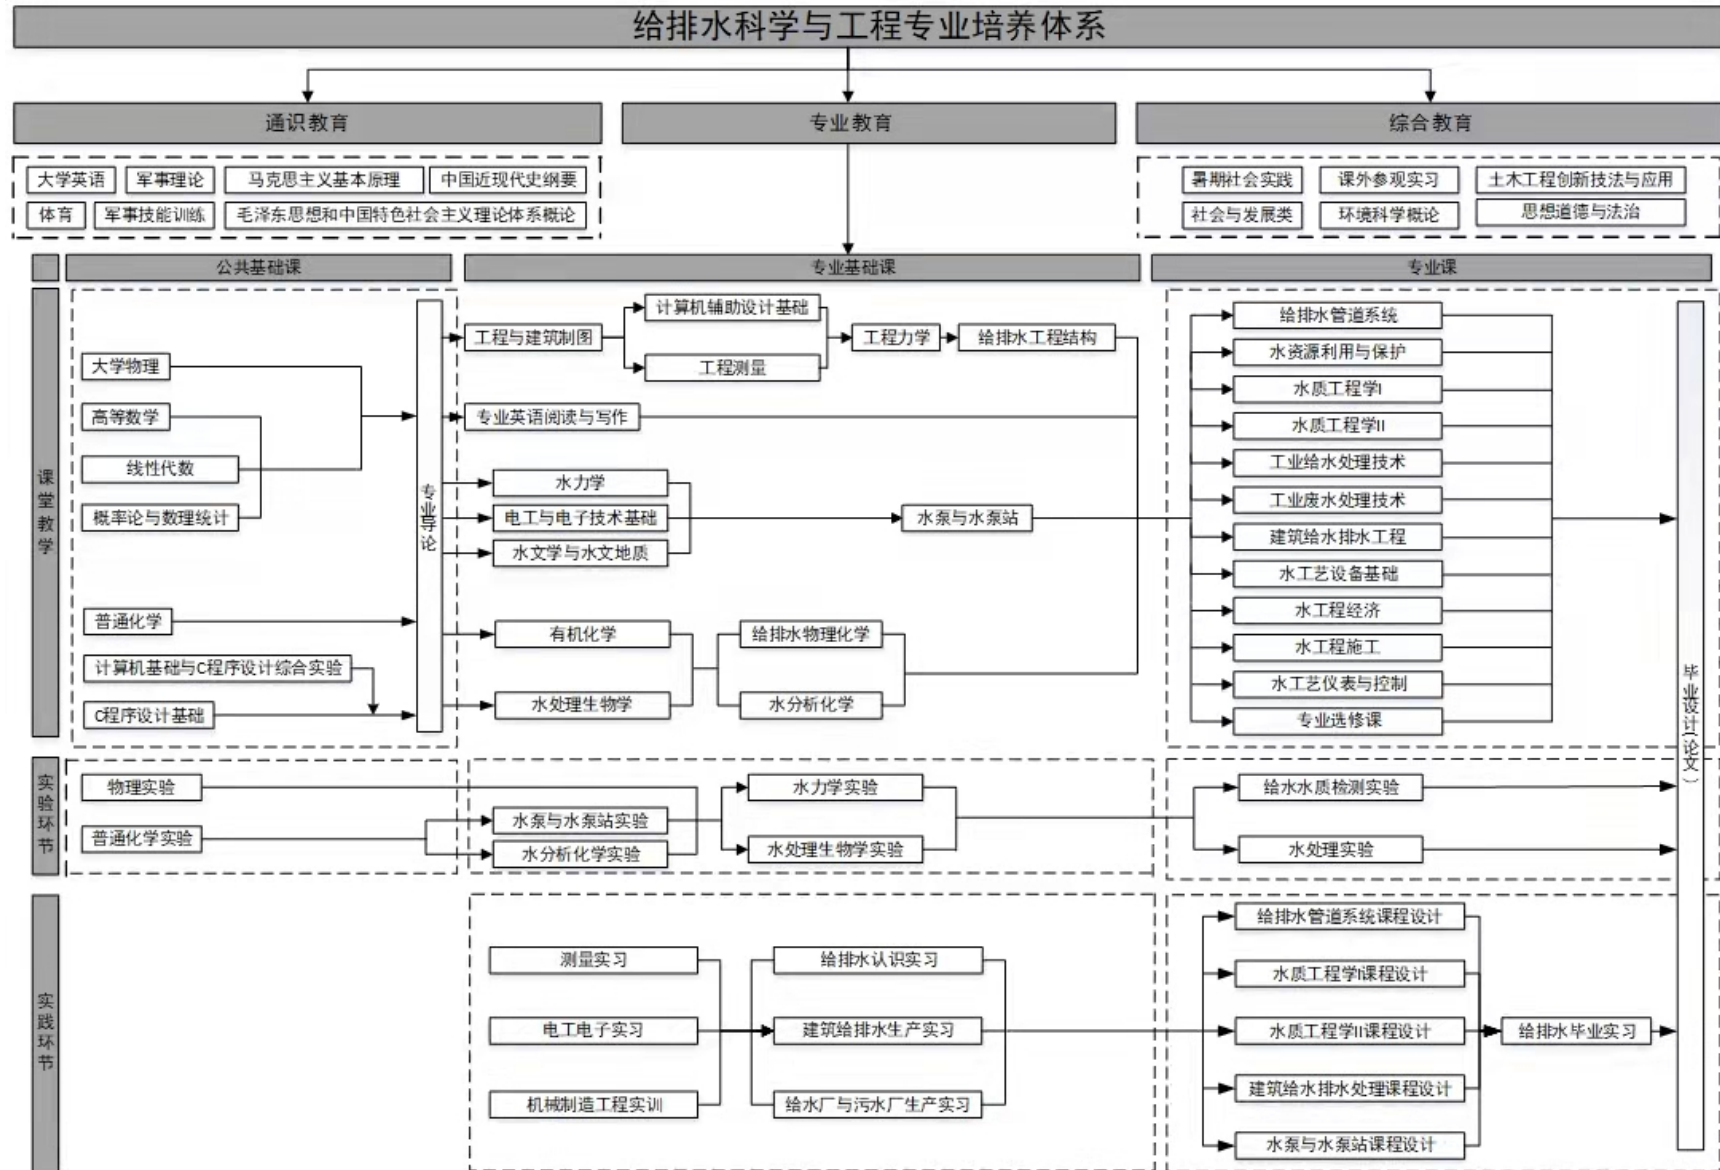 给排水科学与工程专业培养体系
通识教育
专业教育
综合教育
大学英语
军事理论
马克思主义基本原理
中国近现代史纲要
体育
军事技能训练
毛泽东思想和中国特色社会主义理论体系概论
暑期社会实践
课外参观实习
土木工程创新技法与应用
社会与发展类
环境科学概论
思想道德与法治
公共基础课
专业基础课
专业课
课堂教学
大学物理
高等数学
线性代数
概率论与数理统计
普通化学
计算机基础与C程序设计综合实验
C程序设计基础
专业导论
工程与建筑制图
计算机辅助设计基础
工程测量
工程力学
给排水工程结构
专业英语阅读与写作
水力学
电工与电子技术基础
水文学与水文地质
水泵与水泵站
有机化学
水处理生物学
给排水物理化学
水分析化学
给排水管道系统
水资源利用与保护
水质工程学I
水质工程学II
工业给水处理技术
工业废水处理技术
建筑给水排水工程
水工艺设备基础
水工程经济
水工程施工
水工艺仪表与控制
专业选修课
毕业设计(论文)
实验环节
物理实验
普通化学实验
水泵与水泵站实验
水分析化学实验
水力学实验
水处理生物学实验
给水水质检测实验
水处理实验
实践环节
测量实习
电工电子实习
机械制造工程实训
给排水认识实习
建筑给排水生产实习
给水厂与污水厂生产实习
给排水管道系统课程设计
水质工程学I课程设计
水质工程学II课程设计
建筑给水排水处理课程设计
水泵与水泵站课程设计
给排水毕业实习